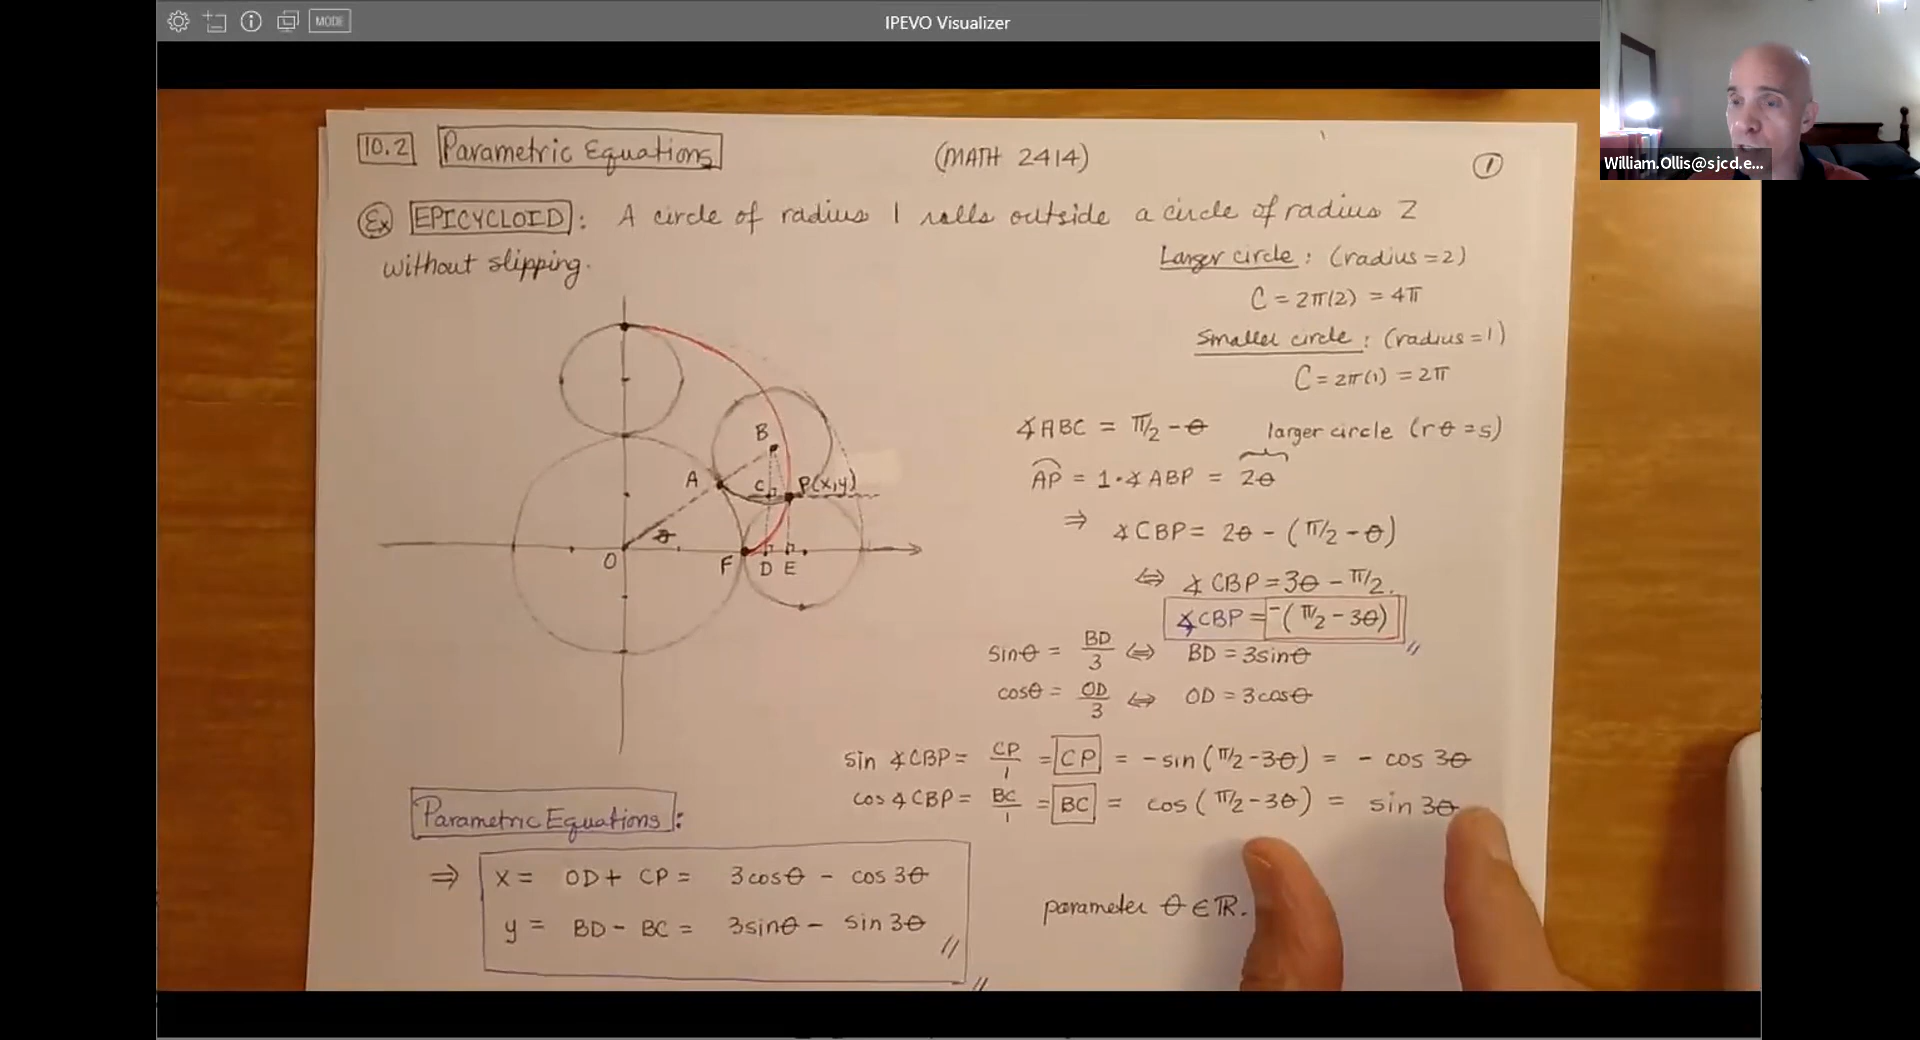 MODE
IPEVO Visualizer
William.Ollis@sjcd.e...
10.2 Parametric Equations (MATH 2414) 1
Ex EPICYCLOID: A circle of radius 1 rolls outside a circle of radius 2
without slipping.
Larger circle: (radius=2)
C = 2π(2) = 4π
Smaller circle: (radius=1)
C = 2π(1) = 2π
B
A
C
P(x,y)
θ
O
F
D
E
∡ABC = π/2 - θ larger circle (rθ = s)
AP = 1·∡ABP = 2θ
⇒ ∡CBP = 2θ - (π/2 - θ)
⇔ ∡CBP = 3θ - π/2.
∡CBP = -(π/2 - 3θ)
sinθ = BD/3 ⇔ BD = 3sinθ
cosθ = OD/3 ⇔ OD = 3cosθ
sin ∡CBP = CP/1 = CP = -sin(π/2 - 3θ) = - cos 3θ
cos ∡CBP = BC/1 = BC = cos(π/2 - 3θ) = sin 3θ
Parametric Equations:
⇒ x = OD + CP = 3cosθ - cos 3θ
y = BD - BC = 3sinθ - sin 3θ
parameter θ ∈ ℝ.